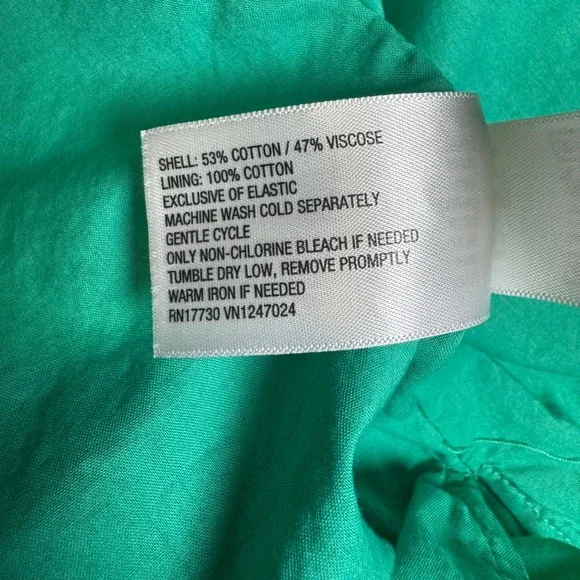 SHELL: 53% COTTON / 47% VISCOSE
LINING: 100% COTTON
EXCLUSIVE OF ELASTIC
MACHINE WASH COLD SEPARATELY
GENTLE CYCLE
ONLY NON-CHLORINE BLEACH IF NEEDED
TUMBLE DRY LOW, REMOVE PROMPTLY
WARM IRON IF NEEDED
RN17730 VN1247024